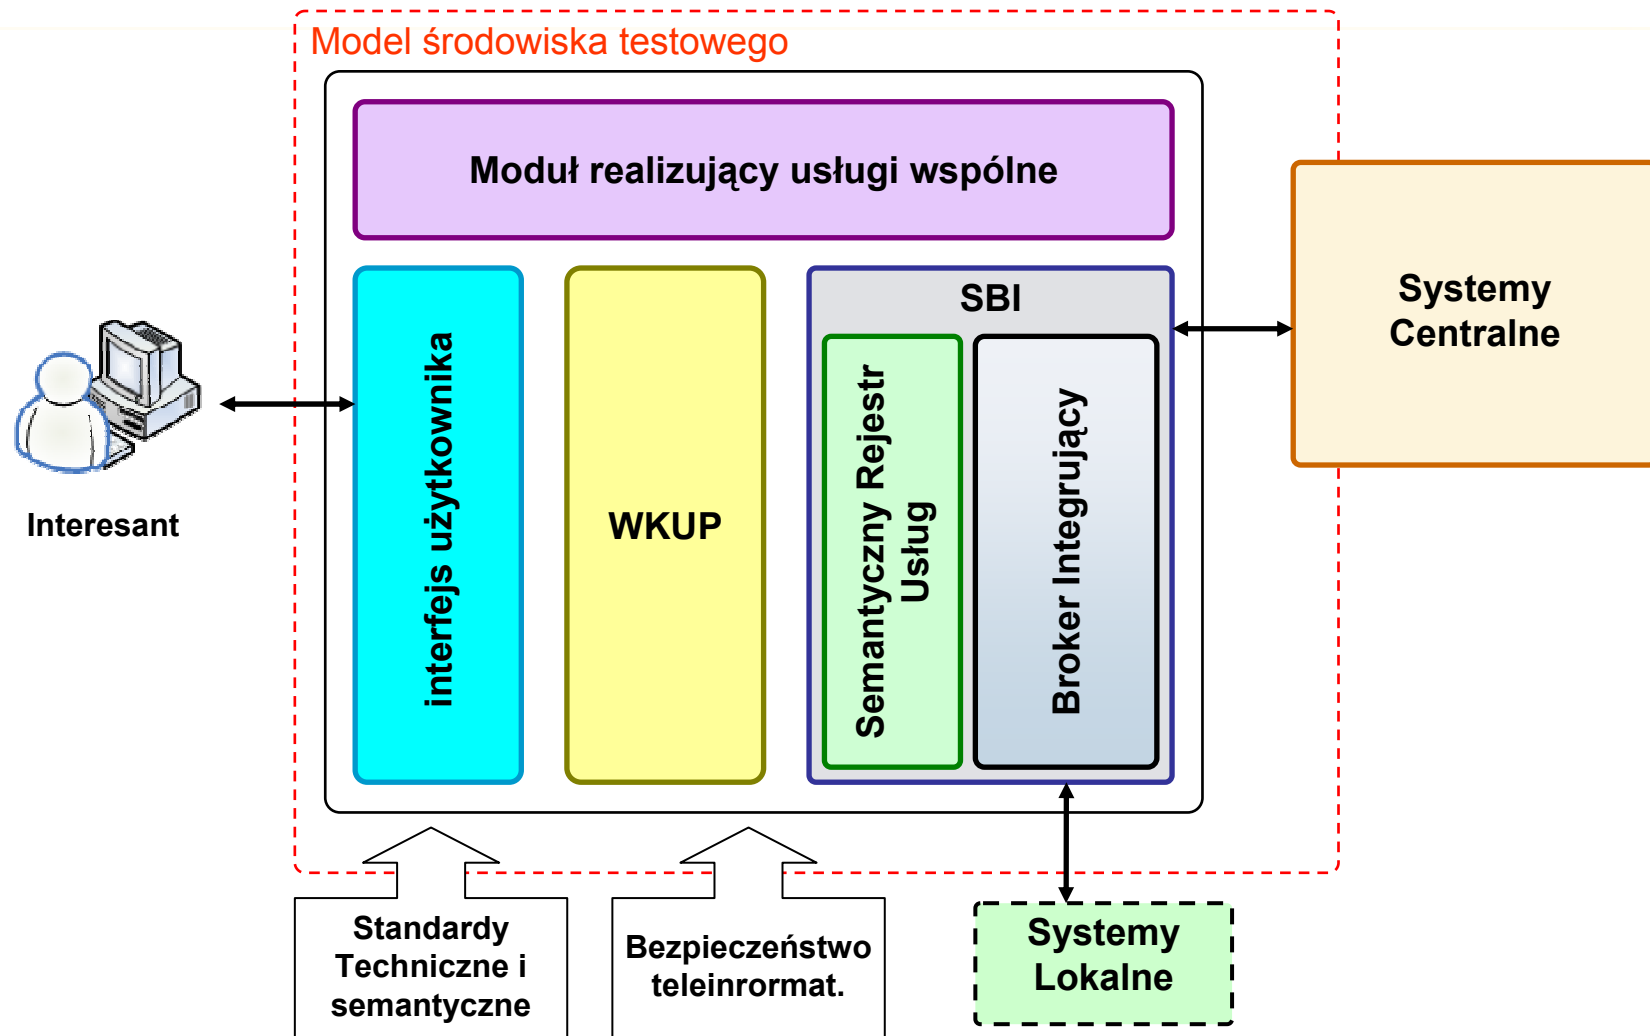 Model środowiska testowego
Moduł realizujący usługi wspólne
Systemy
Centralne
SBI
interfejs użytkownika
WKUP
Semantyczny Rejestr
Usług
Broker Integrujący
Interesant
Standardy
Techniczne i
semantyczne
Bezpieczeństwo
teleinrormat.
Systemy
Lokalne